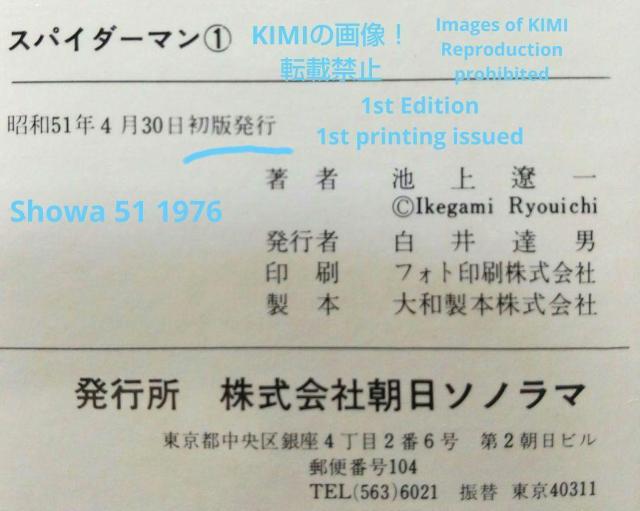 スパイダーマン①
KIMIの画像！
転載禁止
Images of KIMI
Reproduction
prohibited
1st Edition
昭和51年4月30日初版発行
1st printing issued
著者 池上遼一
©Ikegami Ryouichi
Showa 51 1976
発行者 白井達男
印刷 フォト印刷株式会社
製本 大和製本株式会社
発行所 株式会社朝日ソノラマ
東京都中央区銀座4丁目2番6号 第2朝日ビル
郵便番号104
TEL(563)6021 振替 東京40311